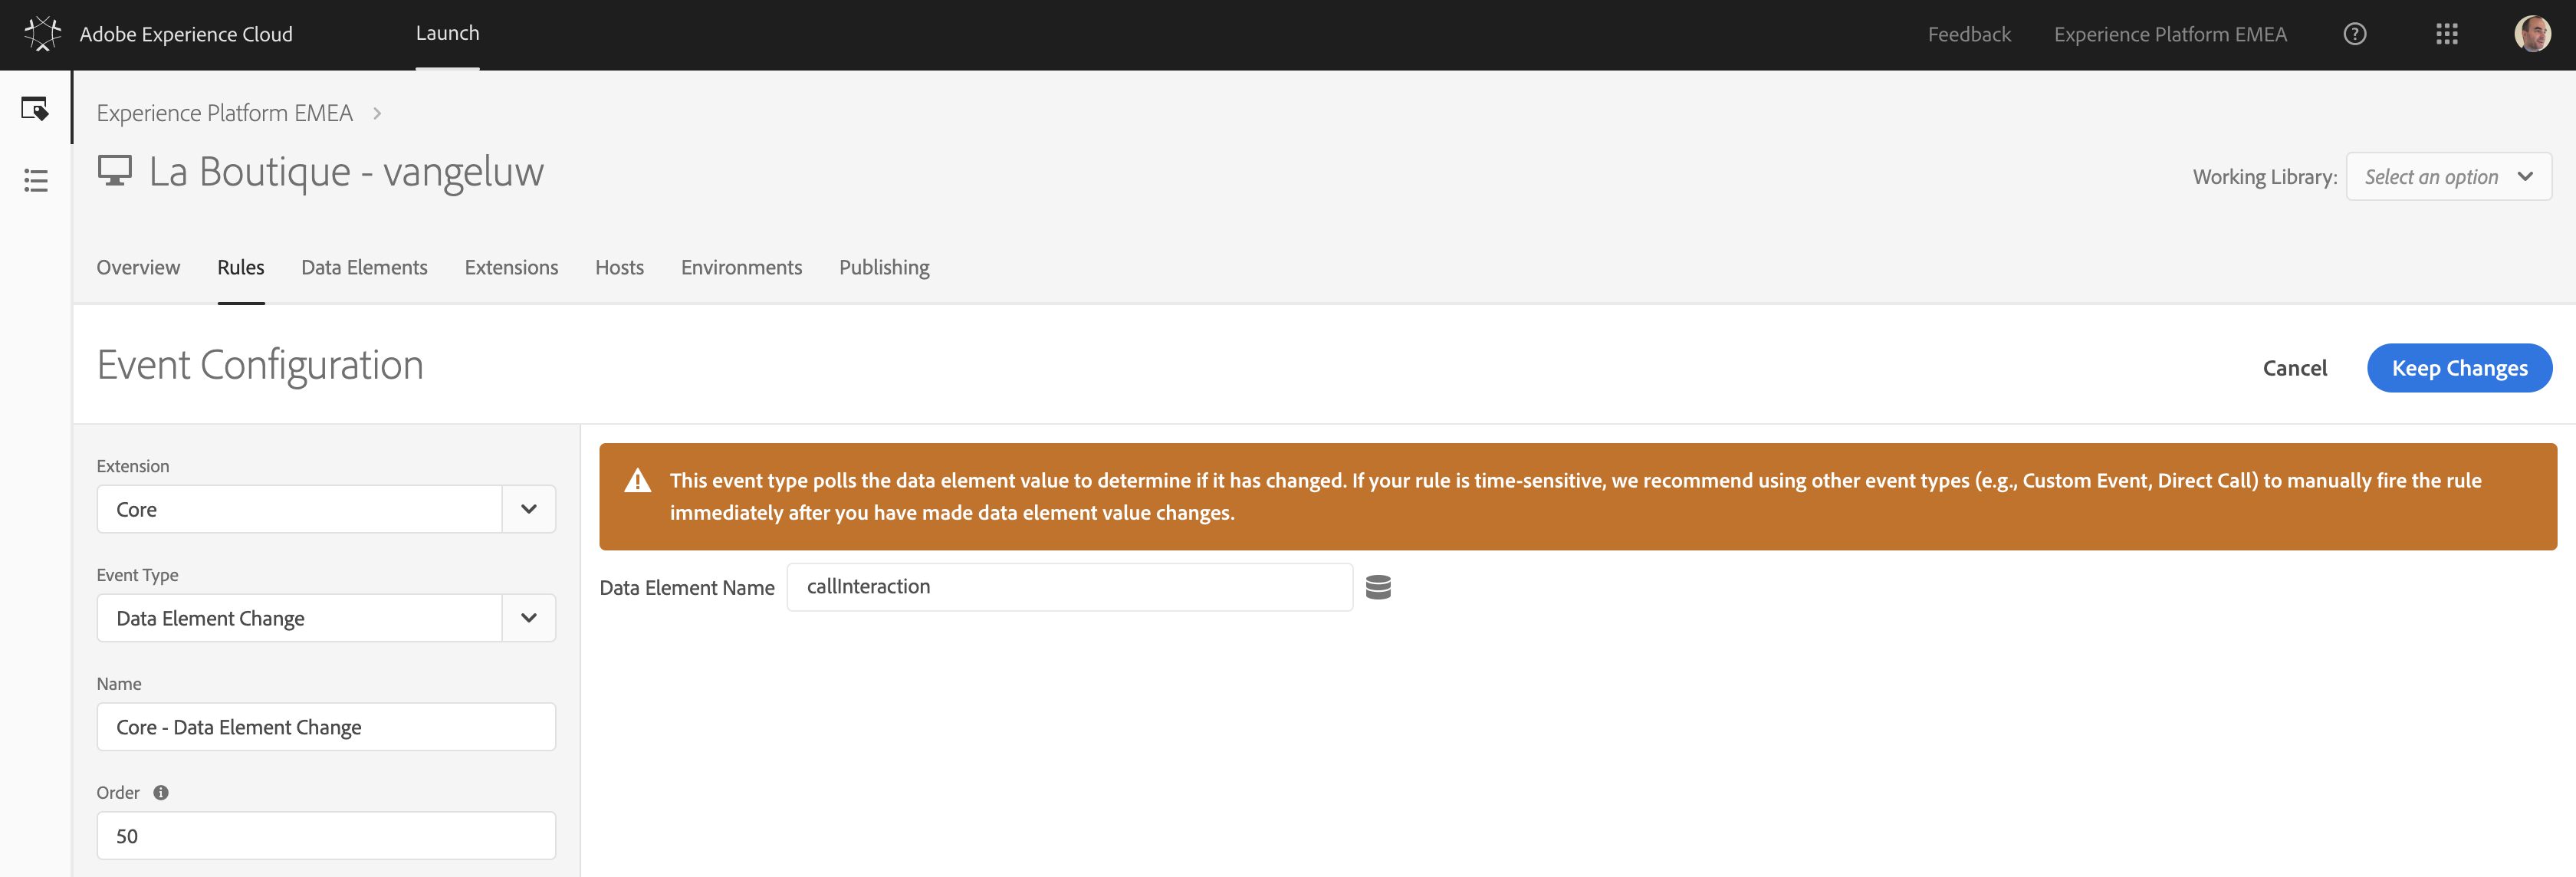 Adobe Experience Cloud
Launch
Feedback
Experience Platform EMEA
Experience Platform EMEA
La Boutique - vangeluw
Working Library:
Select an option
Overview
Rules
Data Elements
Extensions
Hosts
Environments
Publishing
Event Configuration
Cancel
Keep Changes
Extension
Core
Event Type
Data Element Change
Name
Core - Data Element Change
Order
50
This event type polls the data element value to determine if it has changed. If your rule is time-sensitive, we recommend using other event types (e.g., Custom Event, Direct Call) to manually fire the rule
immediately after you have made data element value changes.
Data Element Name
callInteraction